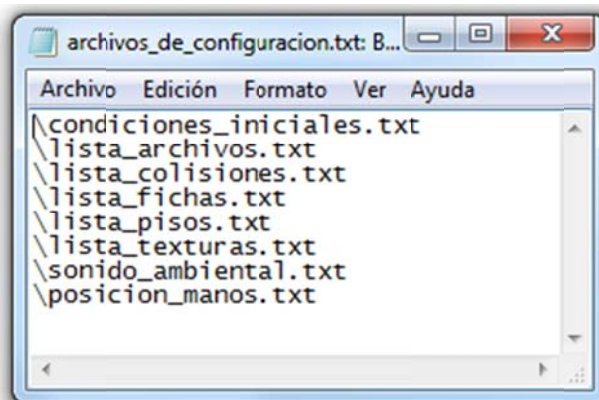 archivos_de_configuracion.txt: B...
Archivo Edición Formato Ver Ayuda
\condiciones_iniciales.txt
\lista_archivos.txt
\lista_colisiones.txt
\lista_fichas.txt
\lista_pisos.txt
\lista_texturas.txt
\sonido_ambiental.txt
\posicion_manos.txt